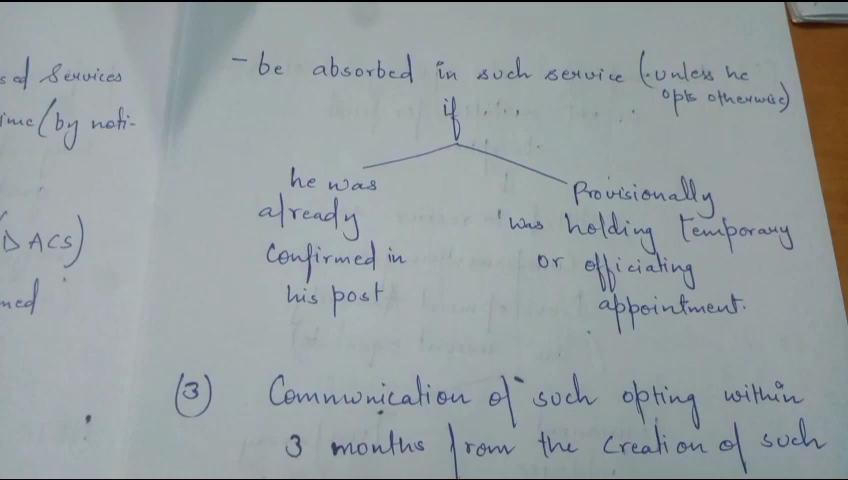 sed Services
ime (by noti-
(DACS)
ned
- be absorbed in such service (unless he
opts otherwise)
if
he was
already
confirmed in
his post
Provisionally
was holding temporary
or officiating
appointment.
(3) Communication of such opting within
3 months from the creation of such